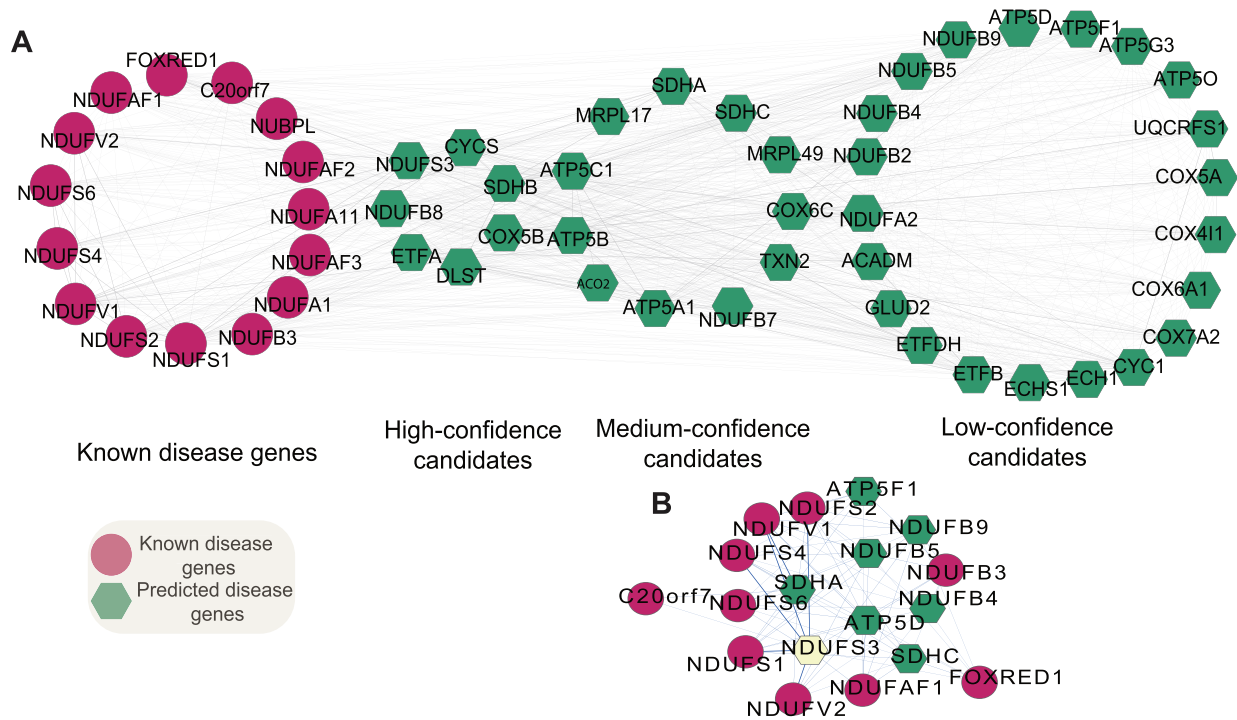 A
FOXRED1
C20orf7
NDUFAF1
NUBPL
NDUFV2
NDUFAF2
NDUFS6
NDUFA11
NDUFS4
NDUFAF3
NDUFV1
NDUFA1
NDUFS2
NDUFB3
NDUFS1
CYCS
NDUFS3
SDHB
NDUFB8
COX5B
ETFA
DLST
SDHA
MRPL17
SDHC
ATP5C1
MRPL49
COX6C
ATP5B
TXN2
ACO2
ATP5A1
NDUFB7
ATP5D
ATP5F1
NDUFB9
ATP5G3
NDUFB5
ATP5O
NDUFB4
UQCRFS1
NDUFB2
COX5A
NDUFA2
COX4I1
ACADM
COX6A1
GLUD2
COX7A2
ETFDH
CYC1
ETFB
ECH1
ECHS1
Known disease genes
High-confidence
candidates
Medium-confidence
candidates
Low-confidence
candidates
Known disease
genes
Predicted disease
genes
B
ATP5F1
NDUFS2
NDUFV1
NDUFB9
NDUFS4
NDUFB5
NDUFB3
SDHA
C20orf7
NDUFS6
NDUFB4
ATP5D
NDUFS3
SDHC
NDUFS1
FOXRED1
NDUFAF1
NDUFV2